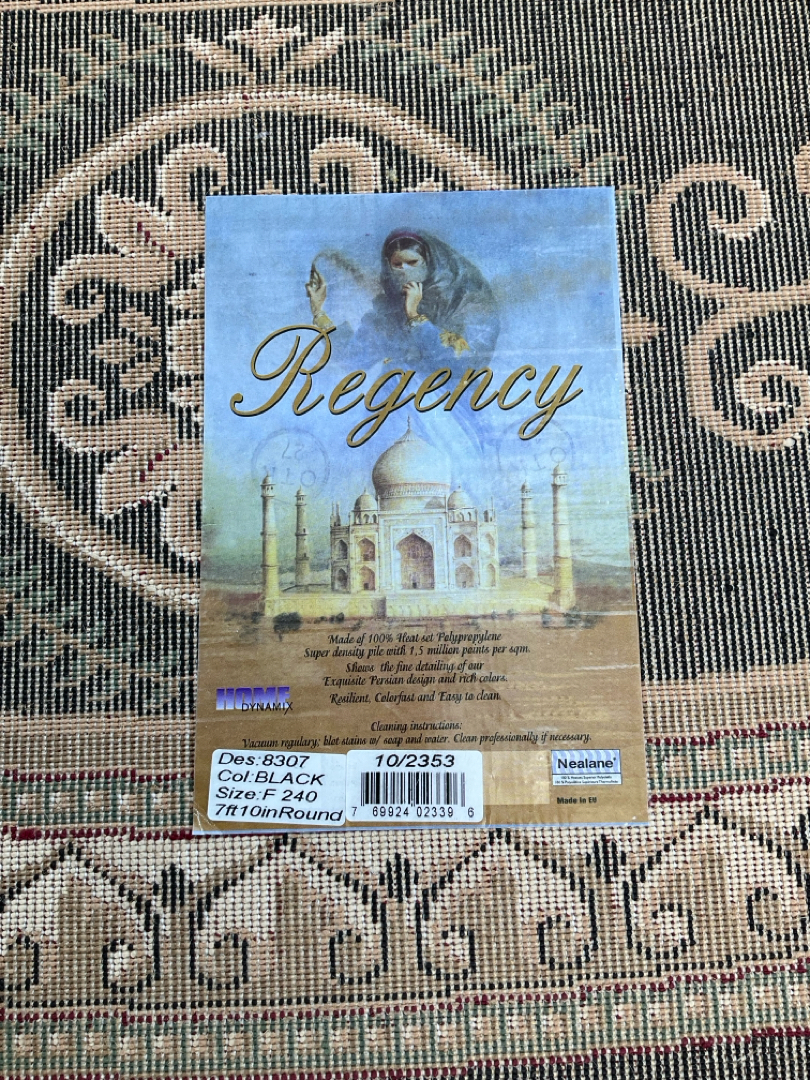 Regency
Made of 100% Heat set Polypropylene
Super density pile with 1,5 million points per sqm.
Shows the fine detailing of our
Exquisite Persian design and rich colors.
Resilient, Colorfast and Easy to clean
HOME
DYNAMIX
Cleaning instructions:
Vacuum regulary; blot stains w/ soap and water. Clean professionally if necessary.
Des:8307
Col:BLACK
Size:F 240
7ft10inRound
10/2353
7 69924 02339 6
Nealane®
Made in EU